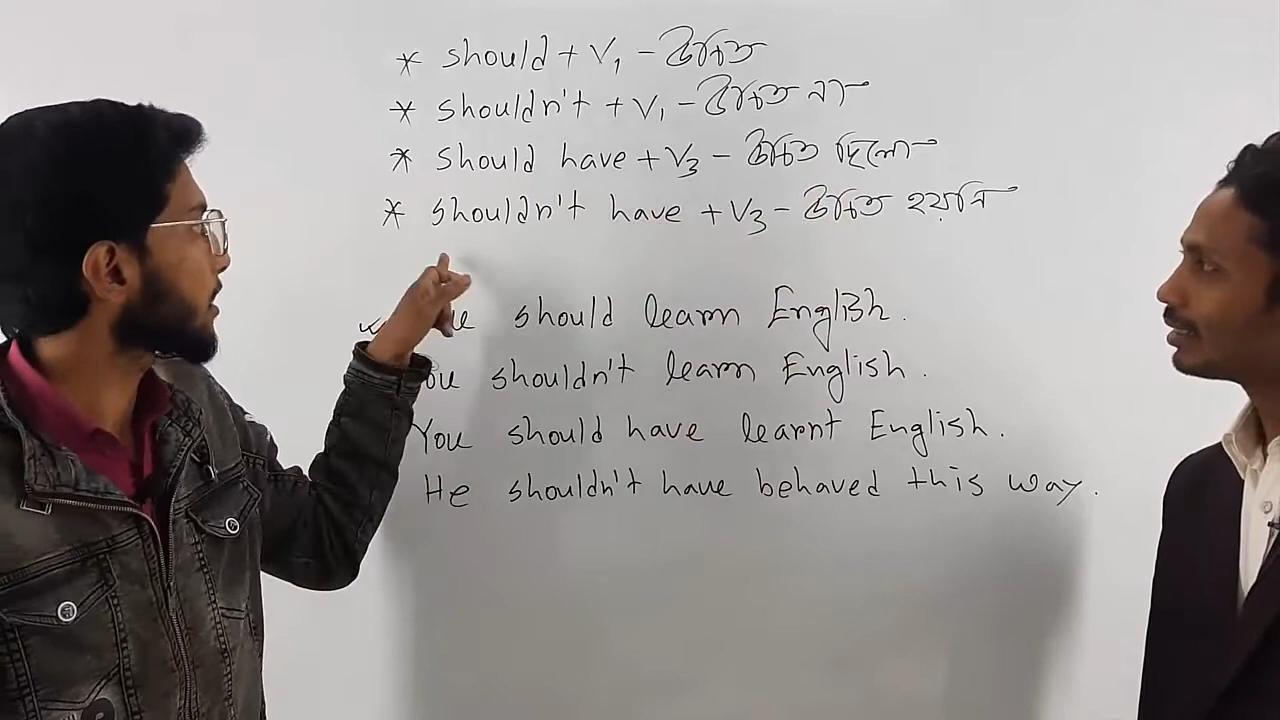 * should + V₁ - উচিত
* shouldn't + V₁ - উচিত না
* should have + V₃ - উচিত ছিলো
* shouldn't have + V₃ - উচিত হয়নি
should learn English.
You shouldn't learn English.
You should have learnt English.
He shouldn't have behaved this way.